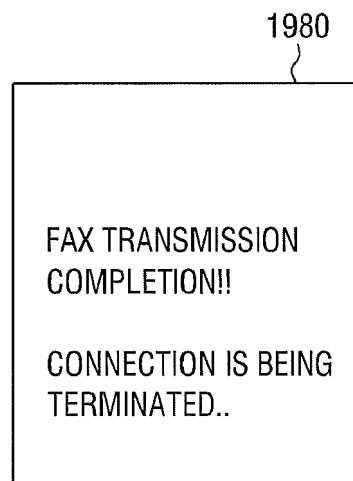 1980
FAX TRANSMISSION
COMPLETION!!
CONNECTION IS BEING
TERMINATED..